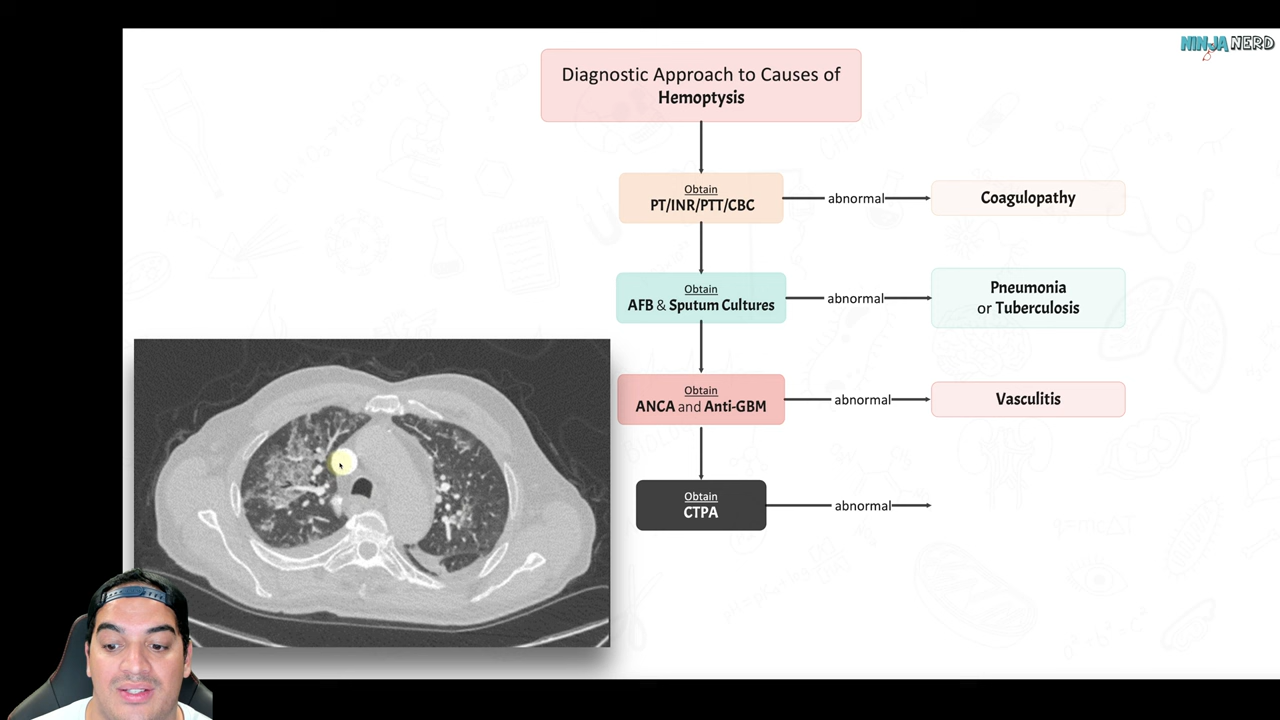 NINJA NERD
Diagnostic Approach to Causes of
Hemoptysis
Obtain
PT/INR/PTT/CBC
abnormal
Coagulopathy
Obtain
AFB & Sputum Cultures
abnormal
Pneumonia
or Tuberculosis
Obtain
ANCA and Anti-GBM
abnormal
Vasculitis
Obtain
CTPA
abnormal